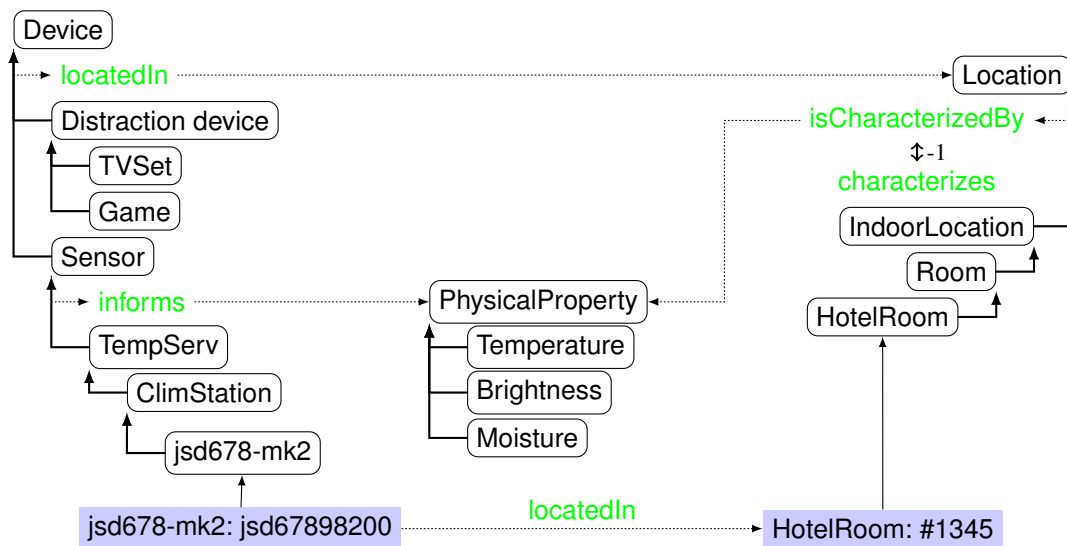 Device
locatedIn
Location
Distraction device
isCharacterizedBy
-1
TVSet
characterizes
Game
IndoorLocation
Sensor
Room
informs
PhysicalProperty
HotelRoom
TempServ
Temperature
ClimStation
Brightness
jsd678-mk2
Moisture
locatedIn
jsd678-mk2: jsd67898200
HotelRoom: #1345